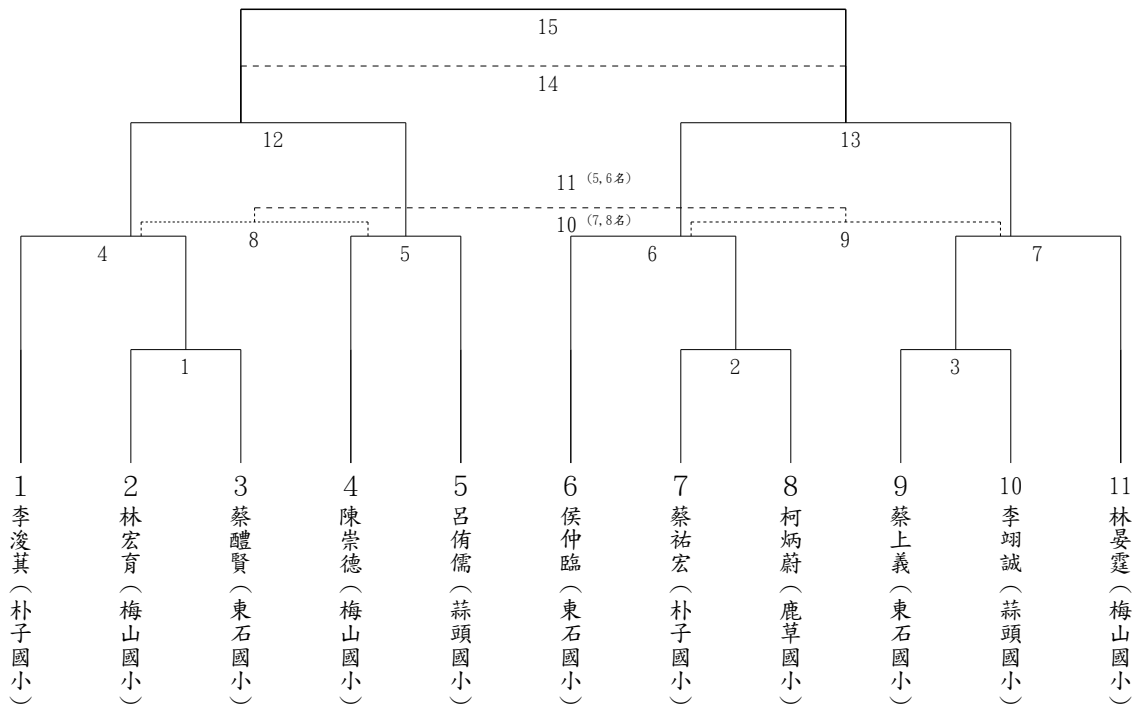 15
14
12
13
11 (5,6名)
10 (7,8名)
8
9
4
5
6
7
1
2
3
1 李浚萁(朴子國小)
2 林宏育(梅山國小)
3 蔡醴賢(東石國小)
4 陳崇德(梅山國小)
5 呂侑儒(蒜頭國小)
6 侯仲臨(東石國小)
7 蔡祐宏(朴子國小)
8 柯炳蔚(鹿草國小)
9 蔡上義(東石國小)
10 李翊誠(蒜頭國小)
11 林晏霆(梅山國小)